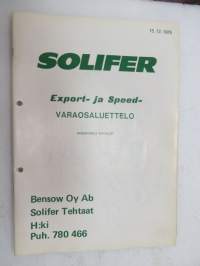 15.12.1975
SOLIFER
Export- ja Speed-
VARAOSALUETTELO
Bensow Oy Ab
Solifer Tehtaat
H:ki
Puh. 780 466